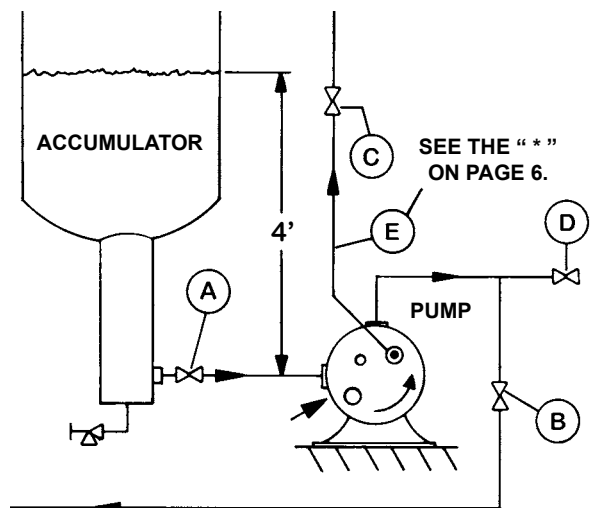 ACCUMULATOR
C
SEE THE “ * ”
ON PAGE 6.
4’
E
D
A
PUMP
B